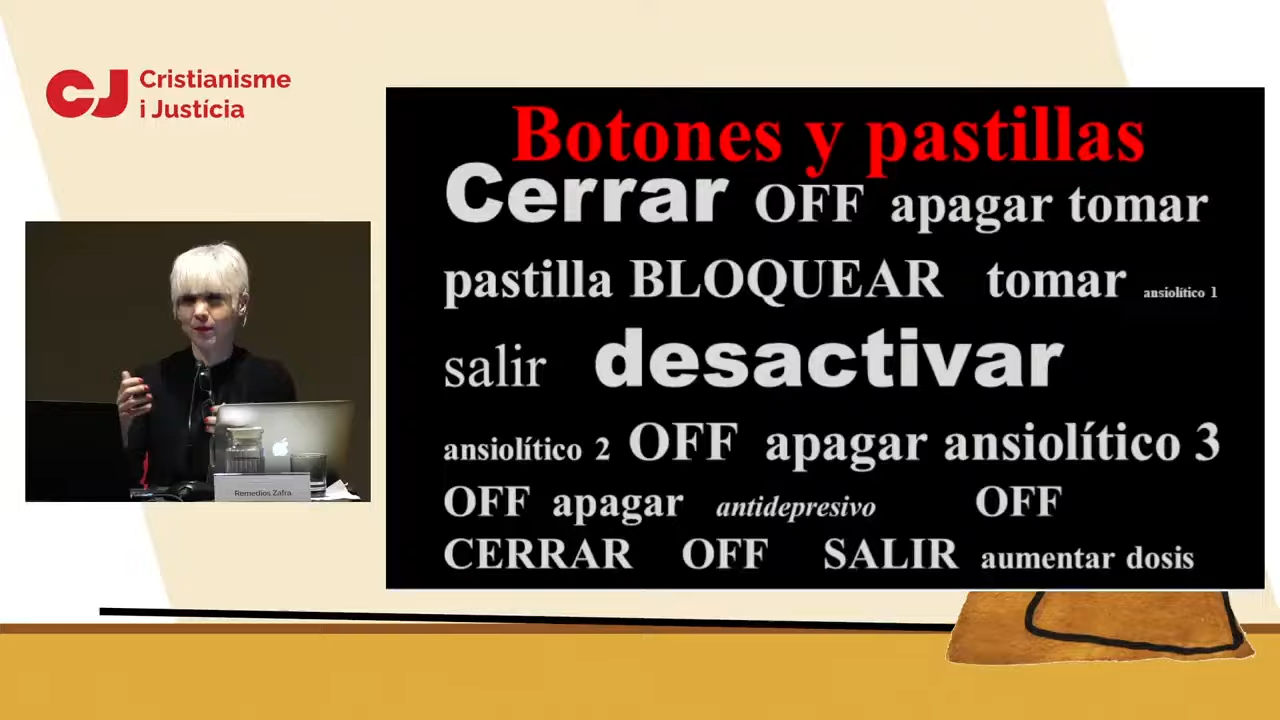 Cristianisme
i Justícia
Botones y pastillas
Cerrar OFF apagar tomar
pastilla BLOQUEAR tomar ansiolítico 1
salir desactivar
ansiolítico 2 OFF apagar ansiolítico 3
OFF apagar antidepresivo OFF
CERRAR OFF SALIR aumentar dosis
Remedios Zafra